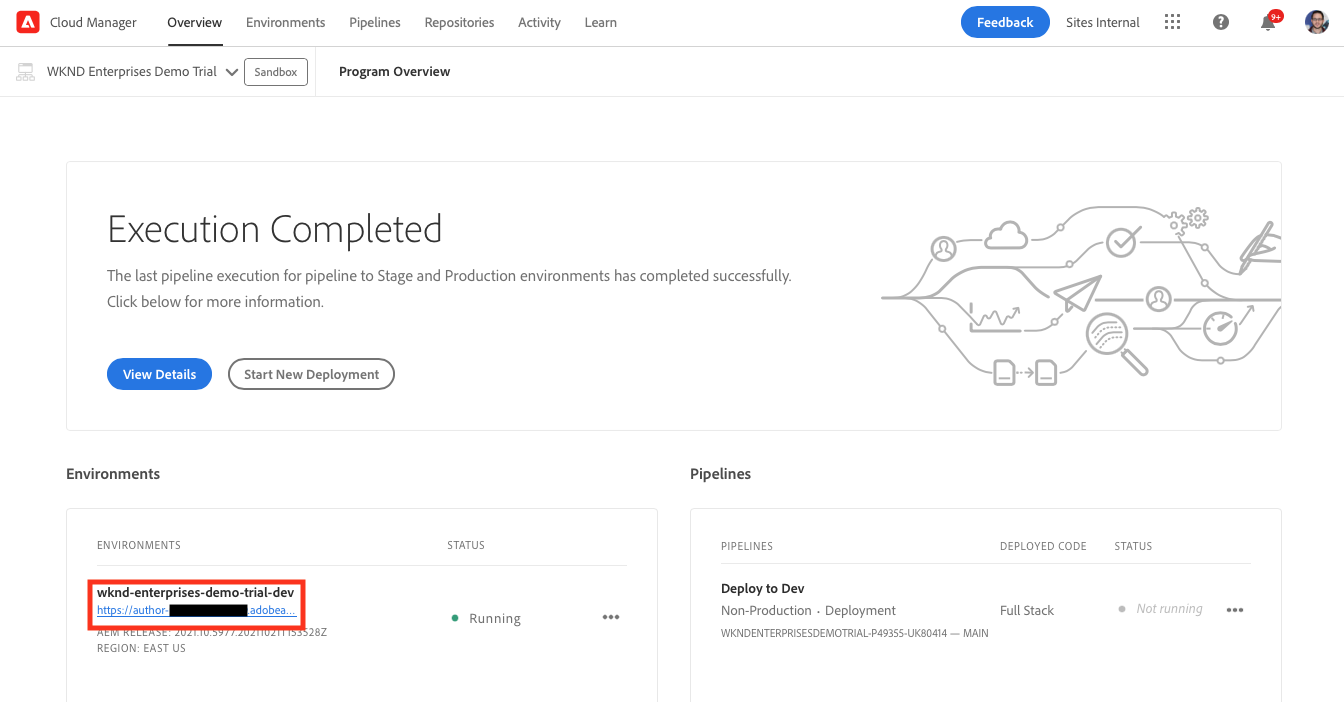 Cloud Manager Overview Environments Pipelines Repositories Activity Learn Feedback Sites Internal 9+
WKND Enterprises Demo Trial Sandbox Program Overview
Execution Completed
The last pipeline execution for pipeline to Stage and Production environments has completed successfully.
Click below for more information.
View Details Start New Deployment
Environments
ENVIRONMENTS STATUS
wknd-enterprises-demo-trial-dev
https://author- .adobea...
Running
AEM RELEASE: 2021.10.5977.20211021T153528Z
REGION: EAST US
Pipelines
PIPELINES DEPLOYED CODE STATUS
Deploy to Dev
Non-Production · Deployment Full Stack Not running
WKNDENTERPRISESDEMOTRIAL-P49355-UK80414 — MAIN